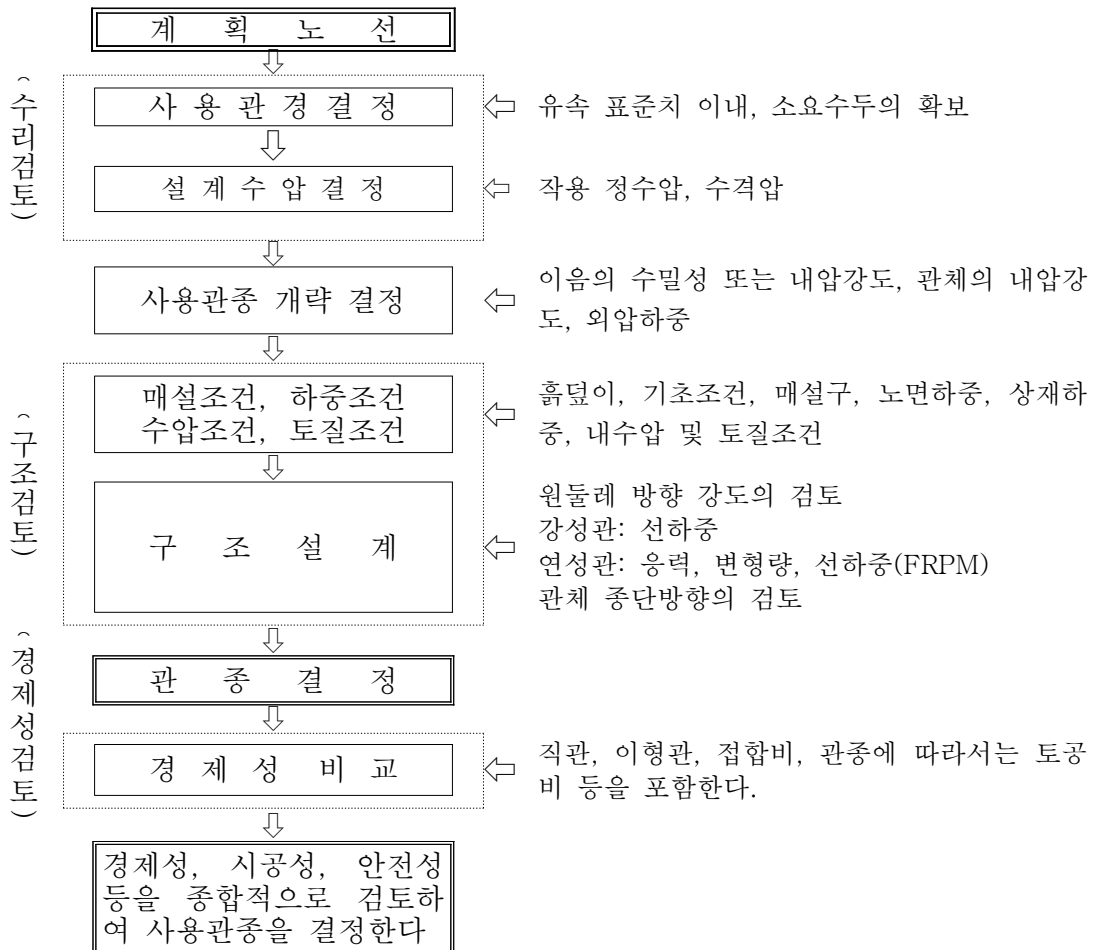 계 획 노 선
(수리검토)
사 용 관 경 결 정
유속 표준치 이내, 소요수두의 확보
설 계 수 압 결 정
작용 정수압, 수격압
사용관종 개략 결정
이음의 수밀성 또는 내압강도, 관체의 내압강
도, 외압하중
(구조검토)
매설조건, 하중조건
수압조건, 토질조건
흙덮이, 기초조건, 매설구, 노면하중, 상재하
중, 내수압 및 토질조건
구 조 설 계
원둘레 방향 강도의 검토
강성관: 선하중
연성관: 응력, 변형량, 선하중(FRPM)
관체 종단방향의 검토
(경제성검토)
관 종 결 정
경 제 성 비 교
직관, 이형관, 접합비, 관종에 따라서는 토공
비 등을 포함한다.
경제성, 시공성, 안전성
등을 종합적으로 검토하
여 사용관종을 결정한다